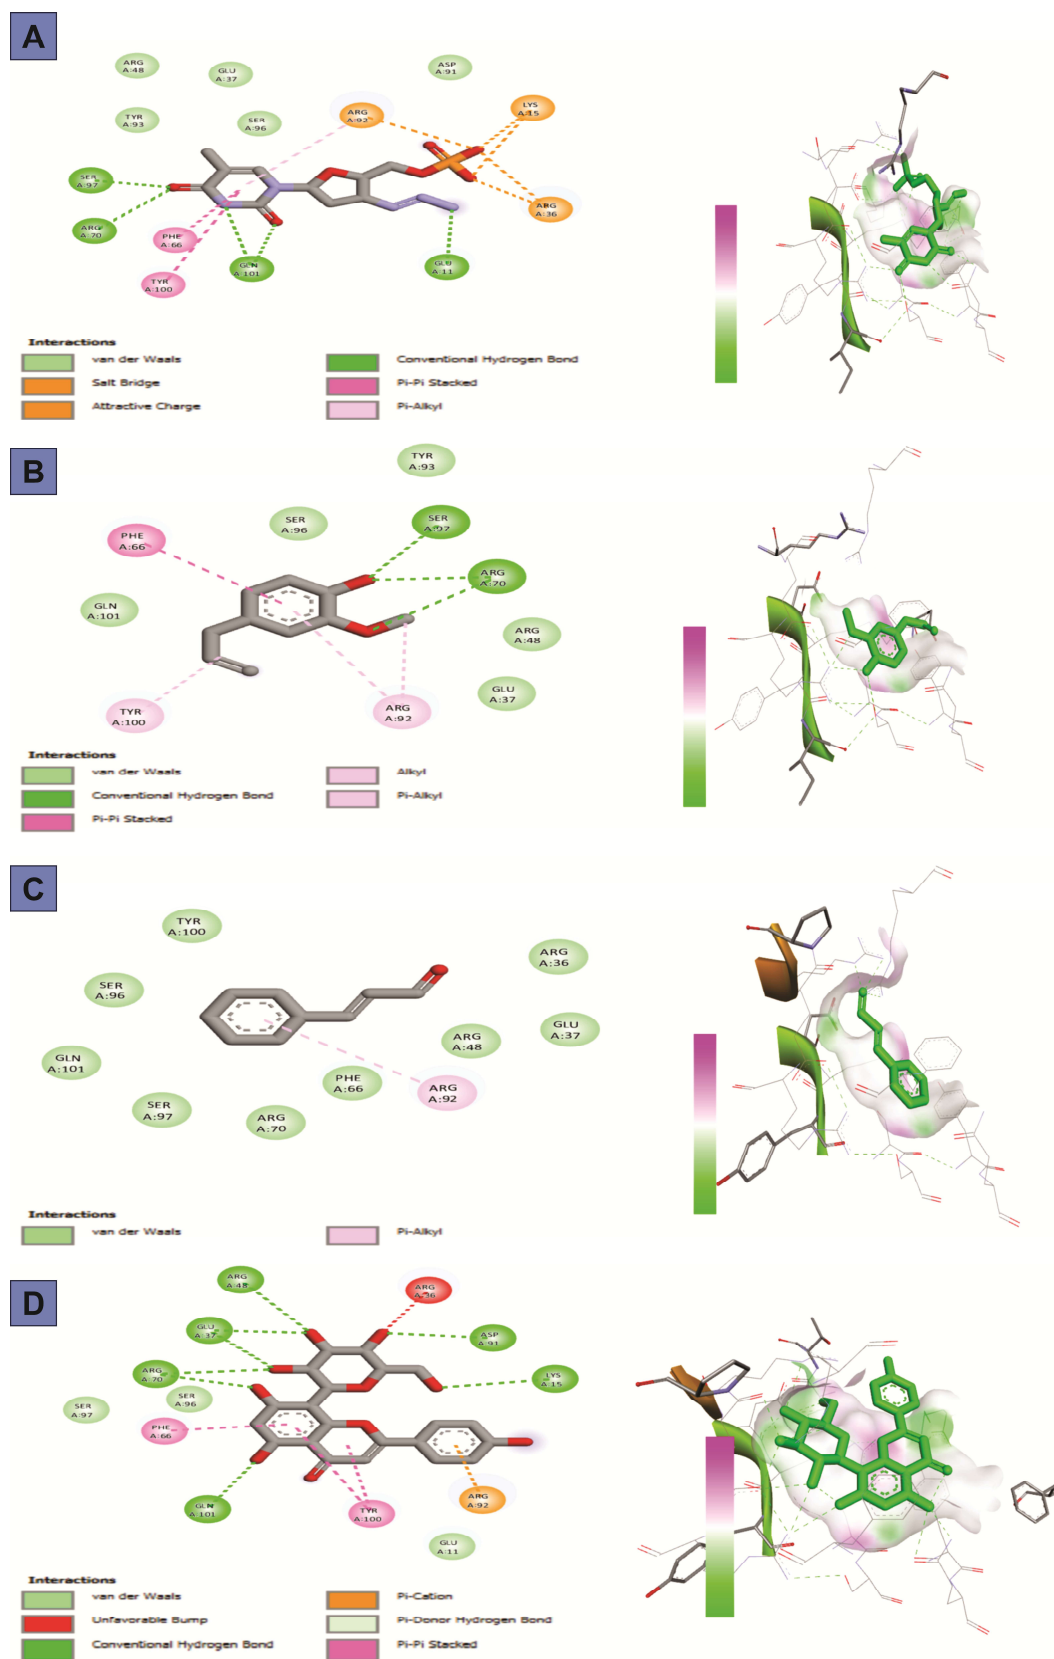 A
ARG
A:48
GLU
A:37
ASP
A:91
TYR
A:93
SER
A:96
ARG
A:92
LYS
A:15
SER
A:97
ARG
A:70
PHE
A:66
TYR
A:100
GLN
A:101
GLU
A:11
ARG
A:36
Interactions
van der Waals
Salt Bridge
Attractive Charge
Conventional Hydrogen Bond
Pi-Pi Stacked
Pi-Alkyl
B
TYR
A:93
SER
A:96
SER
A:97
PHE
A:66
ARG
A:70
GLN
A:101
ARG
A:48
GLU
A:37
TYR
A:100
ARG
A:92
Interactions
van der Waals
Conventional Hydrogen Bond
Pi-Pi Stacked
Alkyl
Pi-Alkyl
C
TYR
A:100
SER
A:96
ARG
A:36
GLU
A:37
ARG
A:48
GLN
A:101
PHE
A:66
ARG
A:92
SER
A:97
ARG
A:70
Interactions
van der Waals
Pi-Alkyl
D
ARG
A:48
ARG
A:36
GLU
A:37
ASP
A:91
ARG
A:70
LYS
A:15
SER
A:97
SER
A:96
PHE
A:66
GLN
A:101
TYR
A:100
ARG
A:92
GLU
A:11
Interactions
van der Waals
Unfavorable Bump
Conventional Hydrogen Bond
Pi-Cation
Pi-Donor Hydrogen Bond
Pi-Pi Stacked